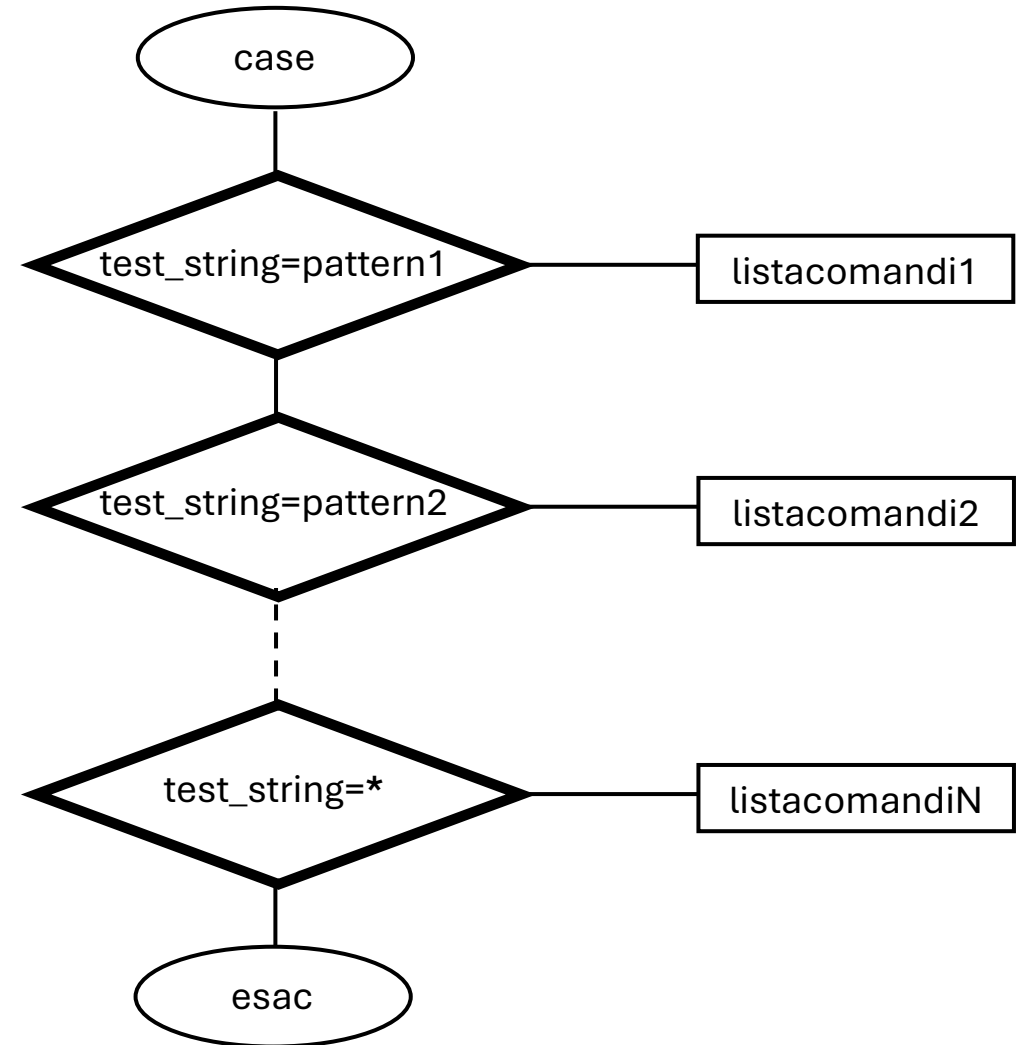 case
test_string=pattern1
listacomandi1
test_string=pattern2
listacomandi2
test_string=*
listacomandiN
esac